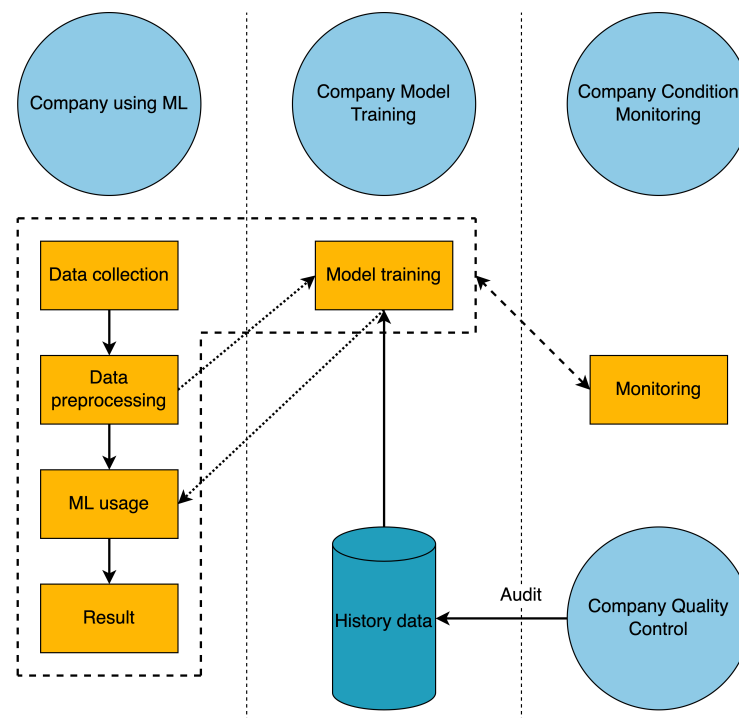 Company using ML
Company Model
Training
Company Condition
Monitoring
Data collection
Model training
Data
preprocessing
Monitoring
ML usage
Result
History data
Audit
Company Quality
Control